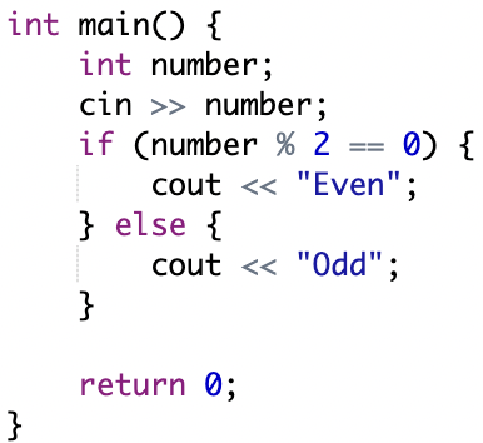 int main() {
    int number;
    cin >> number;
    if (number % 2 == 0) {
        cout << "Even";
    } else {
        cout << "Odd";
    }

    return 0;
}